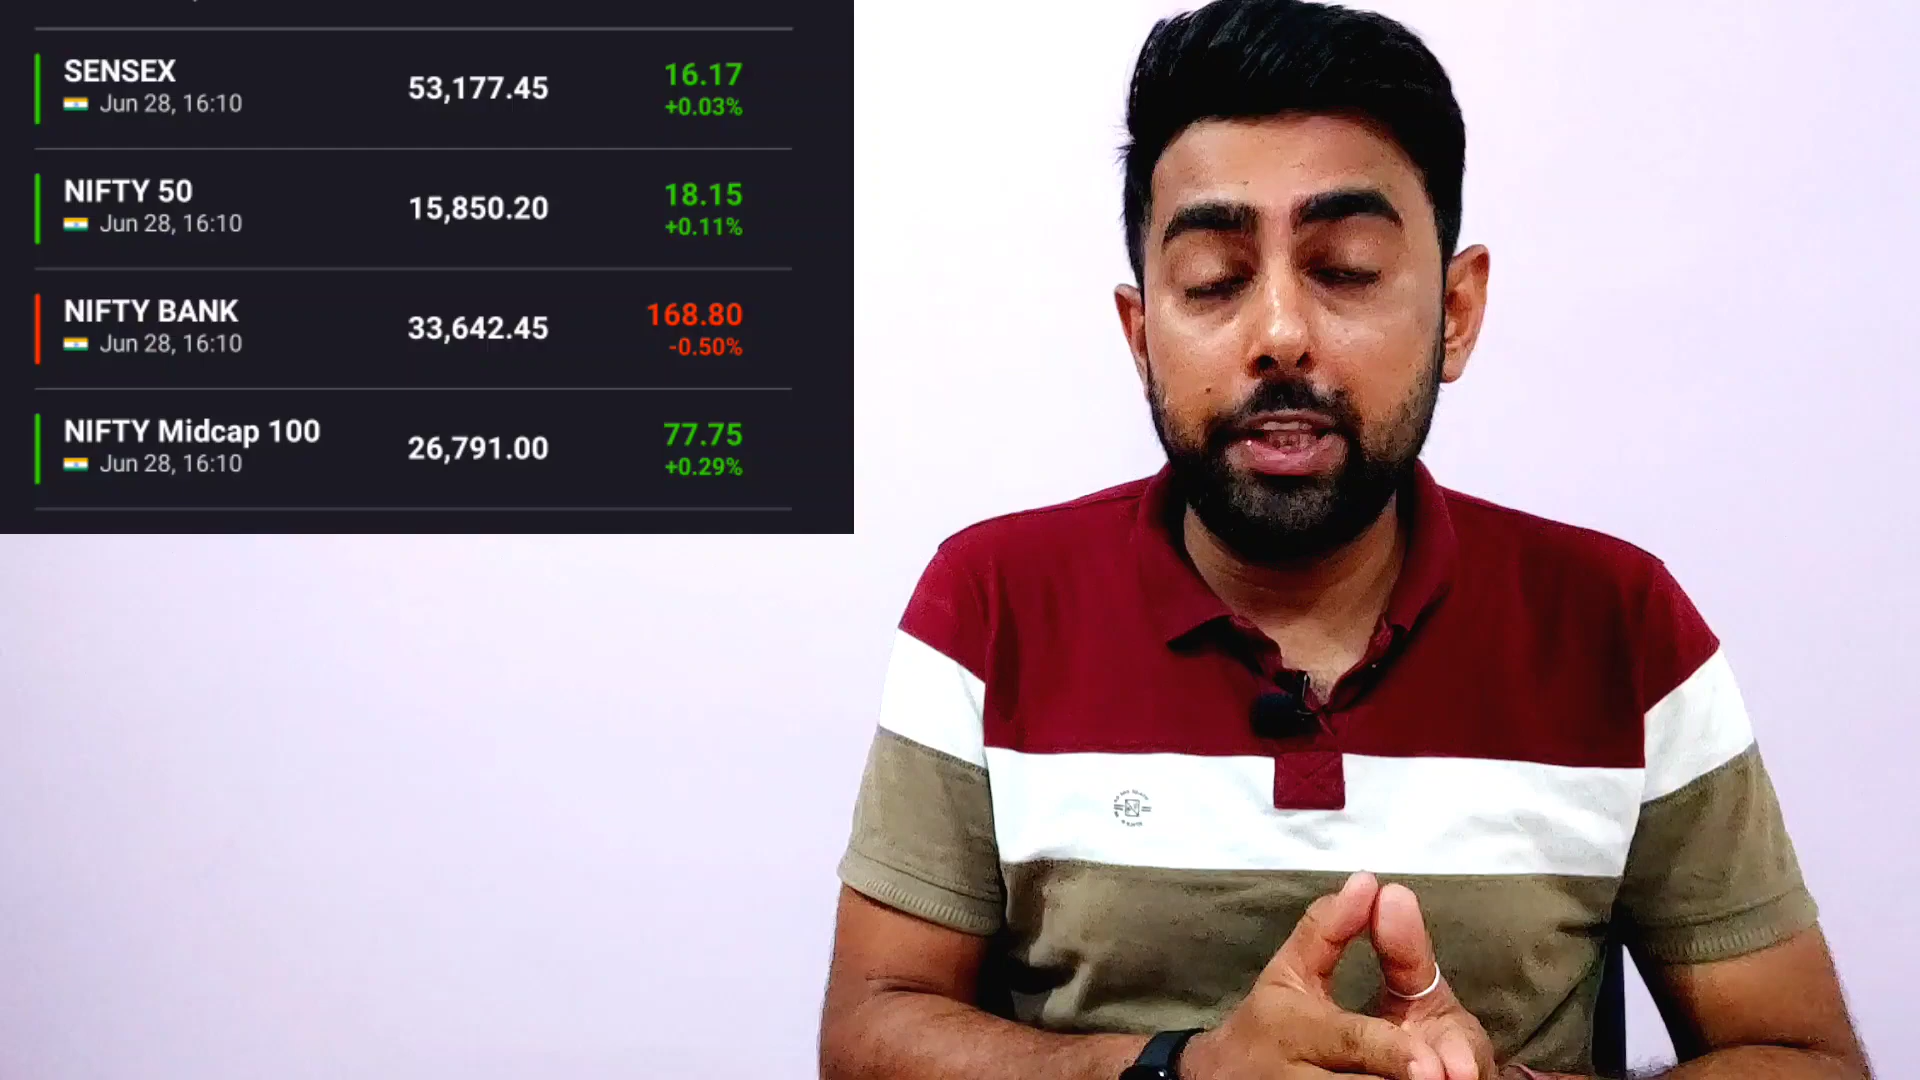 SENSEX
Jun 28, 16:10
53,177.45
16.17
+0.03%
NIFTY 50
Jun 28, 16:10
15,850.20
18.15
+0.11%
NIFTY BANK
Jun 28, 16:10
33,642.45
168.80
-0.50%
NIFTY Midcap 100
Jun 28, 16:10
26,791.00
77.75
+0.29%